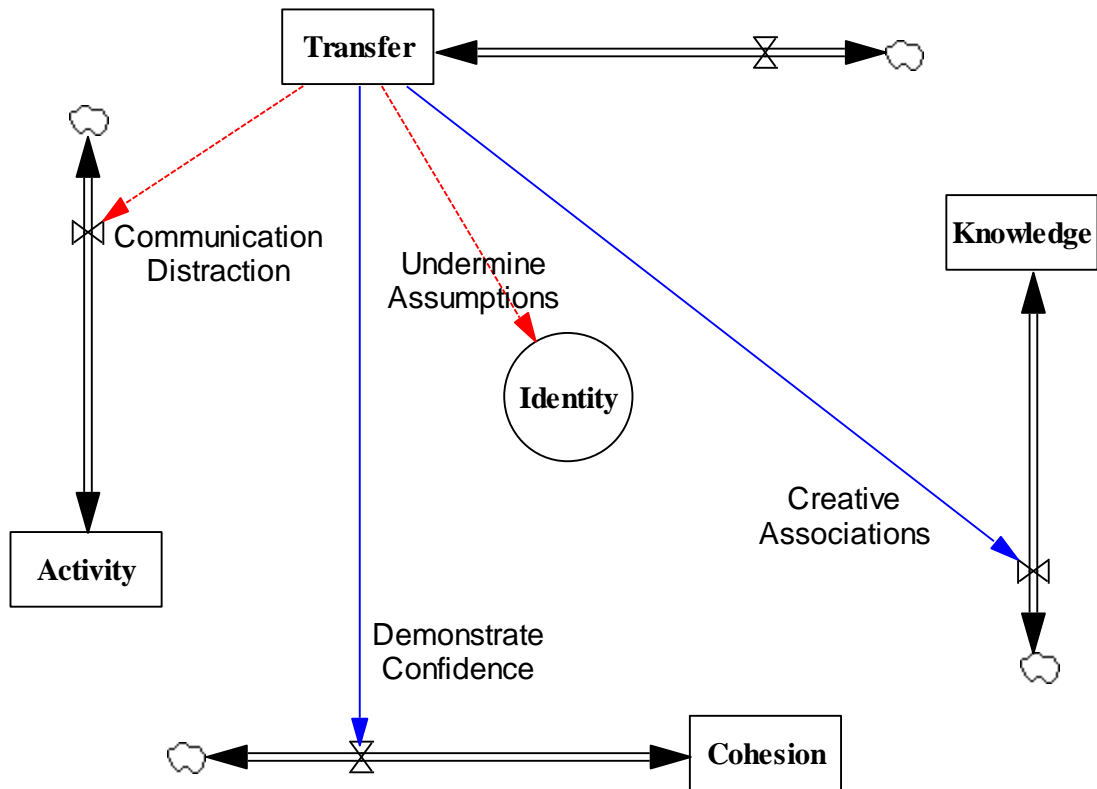 Transfer
Communication
Distraction
Undermine
Assumptions
Knowledge
Identity
Creative
Associations
Activity
Demonstrate
Confidence
Cohesion